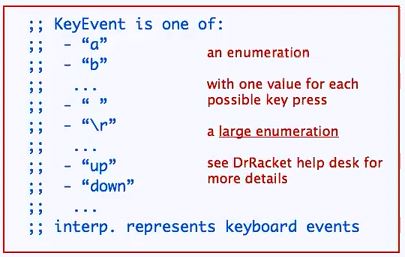 ;; KeyEvent is one of:
;;  - “a”
;;  - “b”
;;   ...
;;  - “ ”
;;  - “\r”
;;   ...
;;  - “up”
;;  - “down”
;;   ...
;; interp. represents keyboard events
an enumeration
with one value for each
possible key press
a large enumeration
see DrRacket help desk for
more details